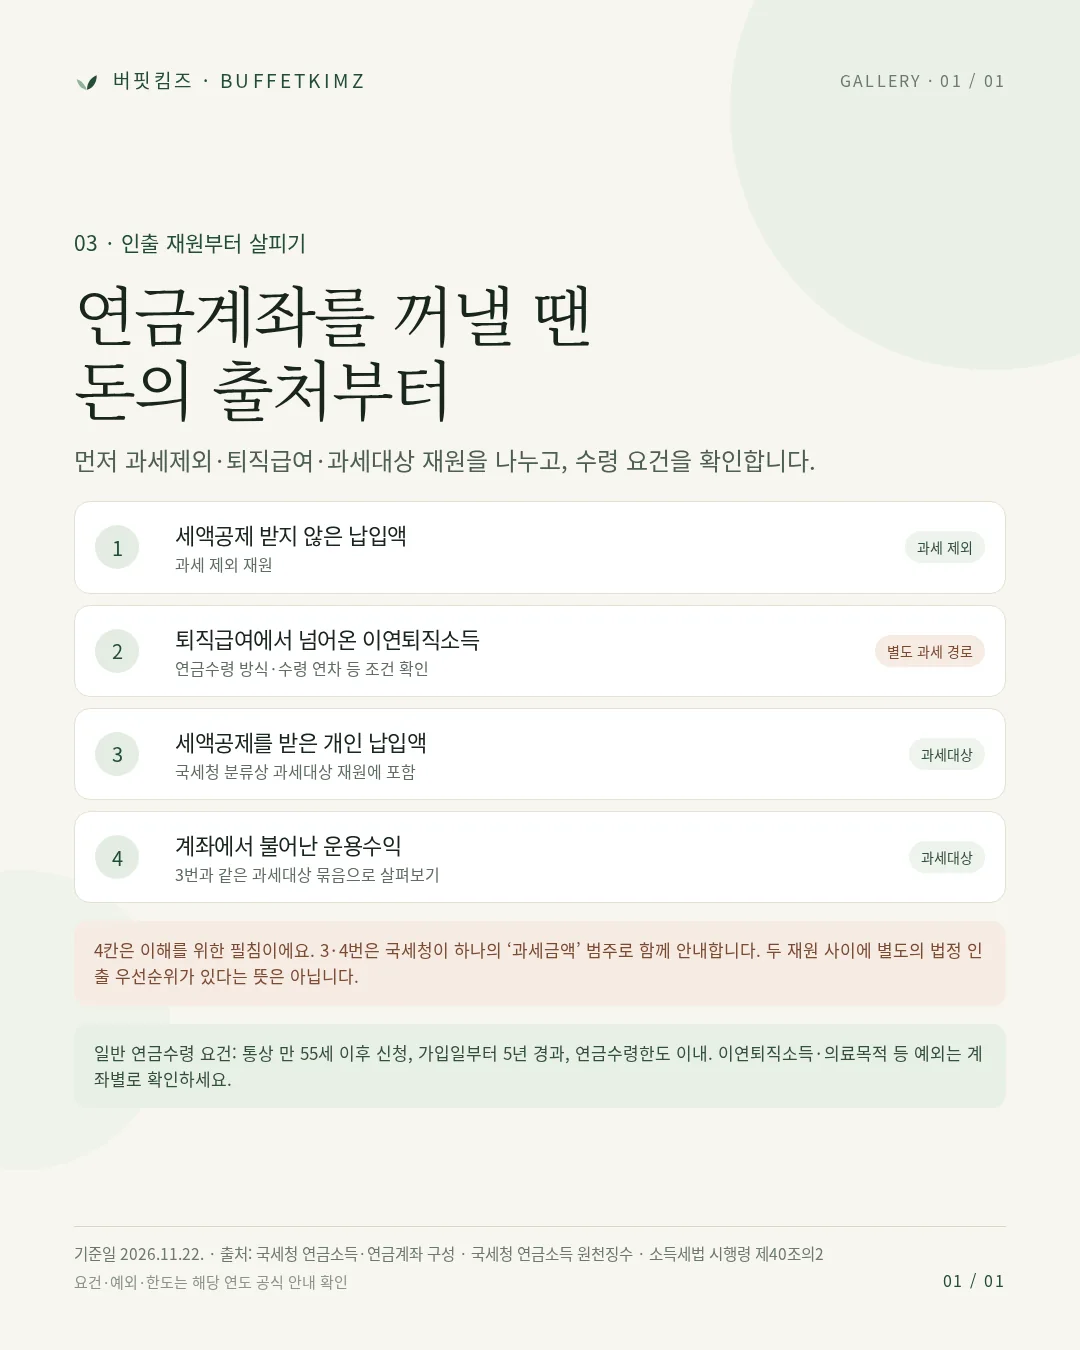 버핏킴즈 · BUFFETKIMZ
GALLERY · 01 / 01
03 · 인출 재원부터 살피기
연금계좌를 꺼낼 땐
돈의 출처부터
먼저 과세제외·퇴직급여·과세대상 재원을 나누고, 수령 요건을 확인합니다.
1
세액공제 받지 않은 납입액
과세 제외 재원
과세 제외
2
퇴직급여에서 넘어온 이연퇴직소득
연금수령 방식·수령 연차 등 조건 확인
별도 과세 경로
3
세액공제를 받은 개인 납입액
국세청 분류상 과세대상 재원에 포함
과세대상
4
계좌에서 불어난 운용수익
3번과 같은 과세대상 묶음으로 살펴보기
과세대상
4칸은 이해를 위한 필침이에요. 3·4번은 국세청이 하나의 ‘과세금액’ 범주로 함께 안내합니다. 두 재원 사이에 별도의 법정 인
출 우선순위가 있다는 뜻은 아닙니다.
일반 연금수령 요건: 통상 만 55세 이후 신청, 가입일부터 5년 경과, 연금수령한도 이내. 이연퇴직소득·의료목적 등 예외는 계
좌별로 확인하세요.
기준일 2026.11.22. · 출처: 국세청 연금소득·연금계좌 구성 · 국세청 연금소득 원천징수 · 소득세법 시행령 제40조의2
요건·예외·한도는 해당 연도 공식 안내 확인
01 / 01